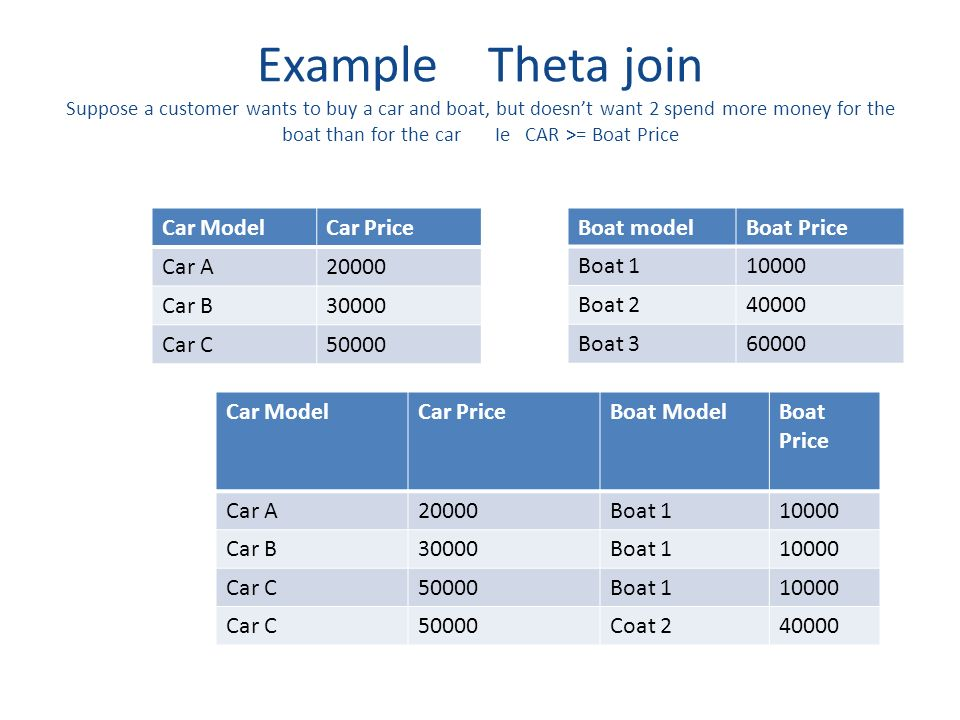 Example Theta join
Suppose a customer wants to buy a car and boat, but doesn’t want 2 spend more money for the
boat than for the car Ie CAR >= Boat Price
Car Model Car Price
Car A 20000
Car B 30000
Car C 50000
Boat model Boat Price
Boat 1 10000
Boat 2 40000
Boat 3 60000
Car Model Car Price Boat Model Boat
Price
Car A 20000 Boat 1 10000
Car B 30000 Boat 1 10000
Car C 50000 Boat 1 10000
Car C 50000 Coat 2 40000